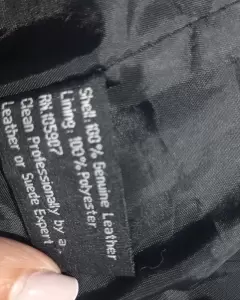 Shell: 100% Genuine Leather
Lining: 100% Polyester
RN 105907
Clean Professionally by a
Leather or Suede Expert